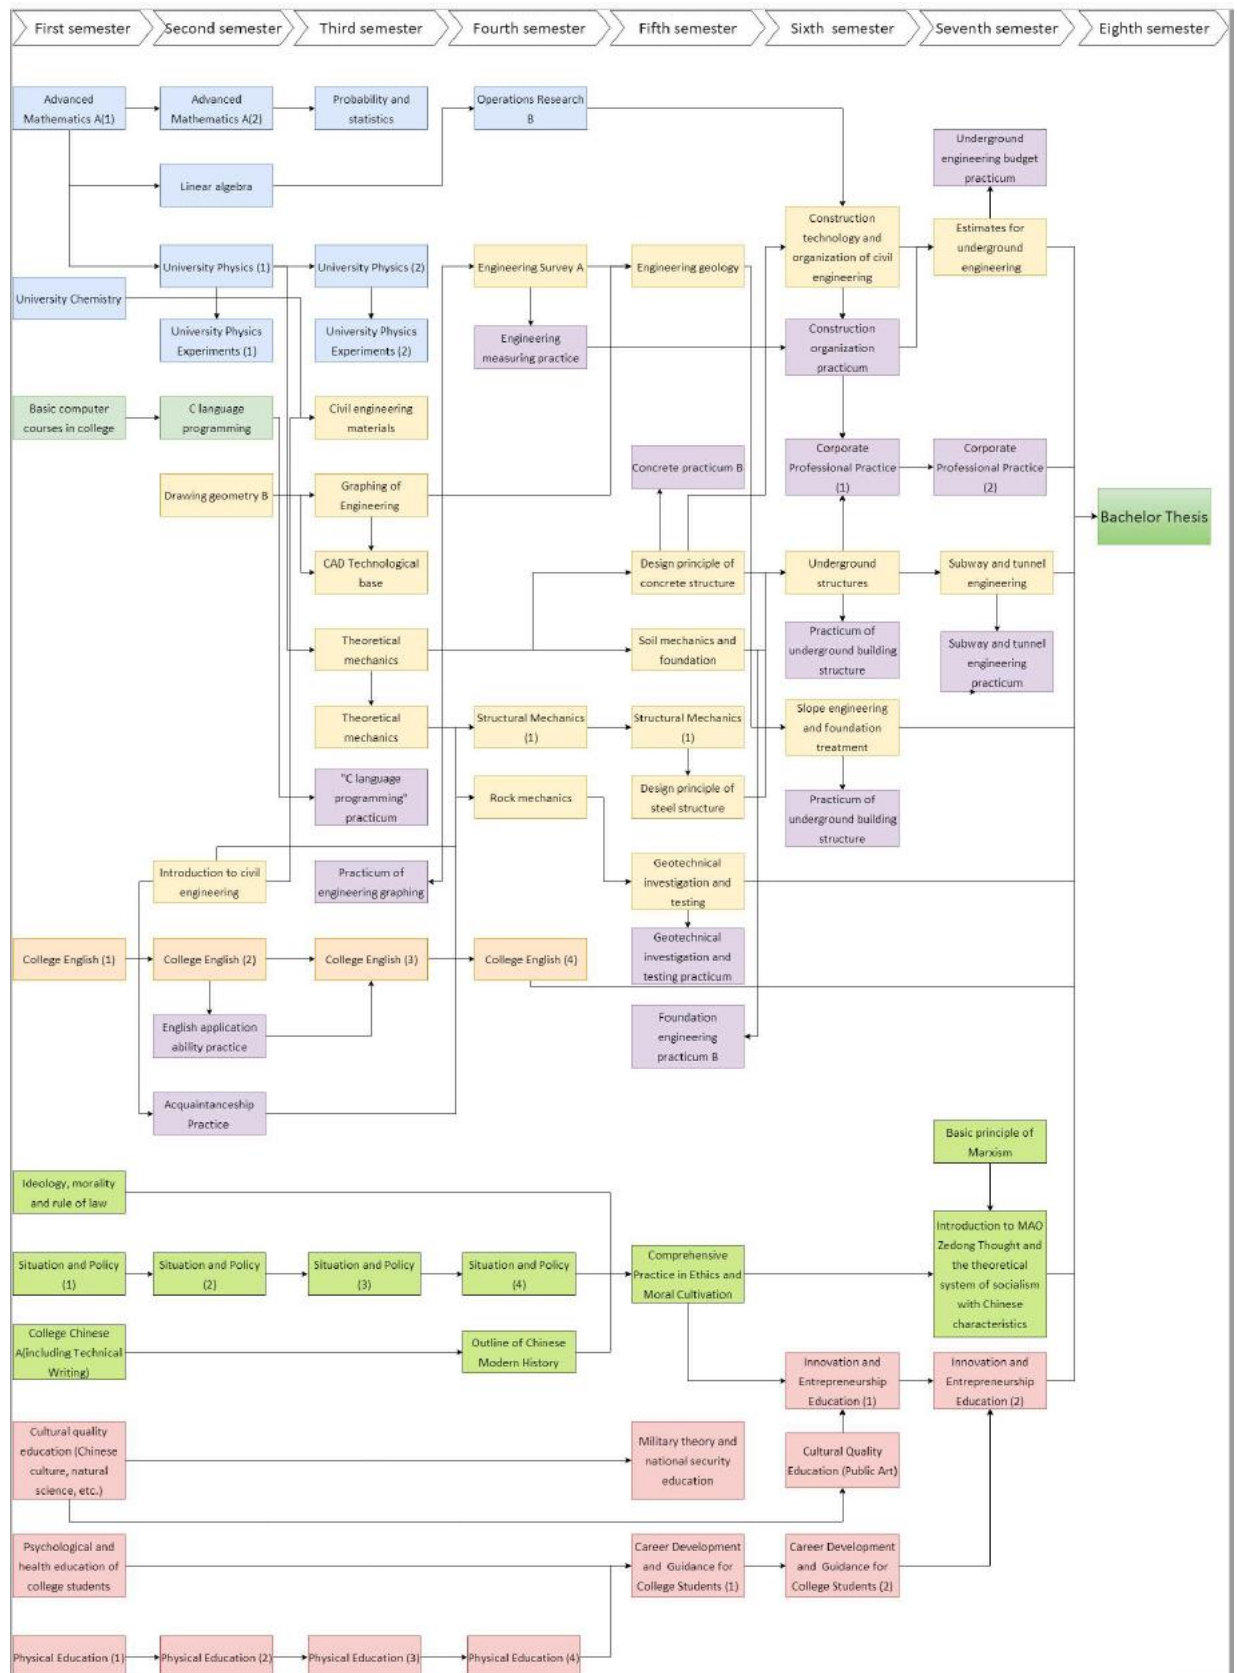 First semester
Second semester
Third semester
Fourth semester
Fifth semester
Sixth semester
Seventh semester
Eighth semester
Advanced
Mathematics A(1)
Advanced
Mathematics A(2)
Probability and
statistics
Operations Research
B
Underground
engineering budget
practicum
Linear algebra
Construction
technology and
organization of civil
engineering
Estimates for
underground
engineering
University Physics (1)
University Physics (2)
Engineering Survey A
Engineering geology
University Chemistry
University Physics
Experiments (1)
University Physics
Experiments (2)
Engineering
measuring practice
Construction
organization
practicum
Basic computer
courses in college
C language
programming
Civil engineering
materials
Concrete practicum B
Corporate
Professional Practice
(1)
Corporate
Professional Practice
(2)
Drawing geometry B
Graphing of
Engineering
Bachelor Thesis
CAD Technological
base
Design principle of
concrete structure
Underground
structures
Subway and tunnel
engineering
Theoretical
mechanics
Soil mechanics and
foundation
Practicum of
underground building
structure
Subway and tunnel
engineering
practicum
Theoretical
mechanics
Structural Mechanics
(1)
Structural Mechanics
(1)
Slope engineering
and foundation
treatment
"C language
programming"
practicum
Rock mechanics
Design principle of
steel structure
Practicum of
underground building
structure
Introduction to civil
engineering
Practicum of
engineering graphing
Geotechnical
investigation and
testing
College English (1)
College English (2)
College English (3)
College English (4)
Geotechnical
investigation and
testing practicum
English application
ability practice
Foundation
engineering
practicum B
Acquaintanceship
Practice
Basic principle of
Marxism
Ideology, morality
and rule of law
Situation and Policy
(1)
Situation and Policy
(2)
Situation and Policy
(3)
Situation and Policy
(4)
Comprehensive
Practice in Ethics and
Moral Cultivation
Introduction to MAO
Zedong Thought and
the theoretical
system of socialism
with Chinese
characteristics
College Chinese
A(including Technical
Writing)
Outline of Chinese
Modern History
Innovation and
Entrepreneurship
Education (1)
Innovation and
Entrepreneurship
Education (2)
Cultural quality
education (Chinese
culture, natural
science, etc.)
Military theory and
national security
education
Cultural Quality
Education (Public Art)
Psychological and
health education of
college students
Career Development
and Guidance for
College Students (1)
Career Development
and Guidance for
College Students (2)
Physical Education (1)
Physical Education (2)
Physical Education (3)
Physical Education (4)